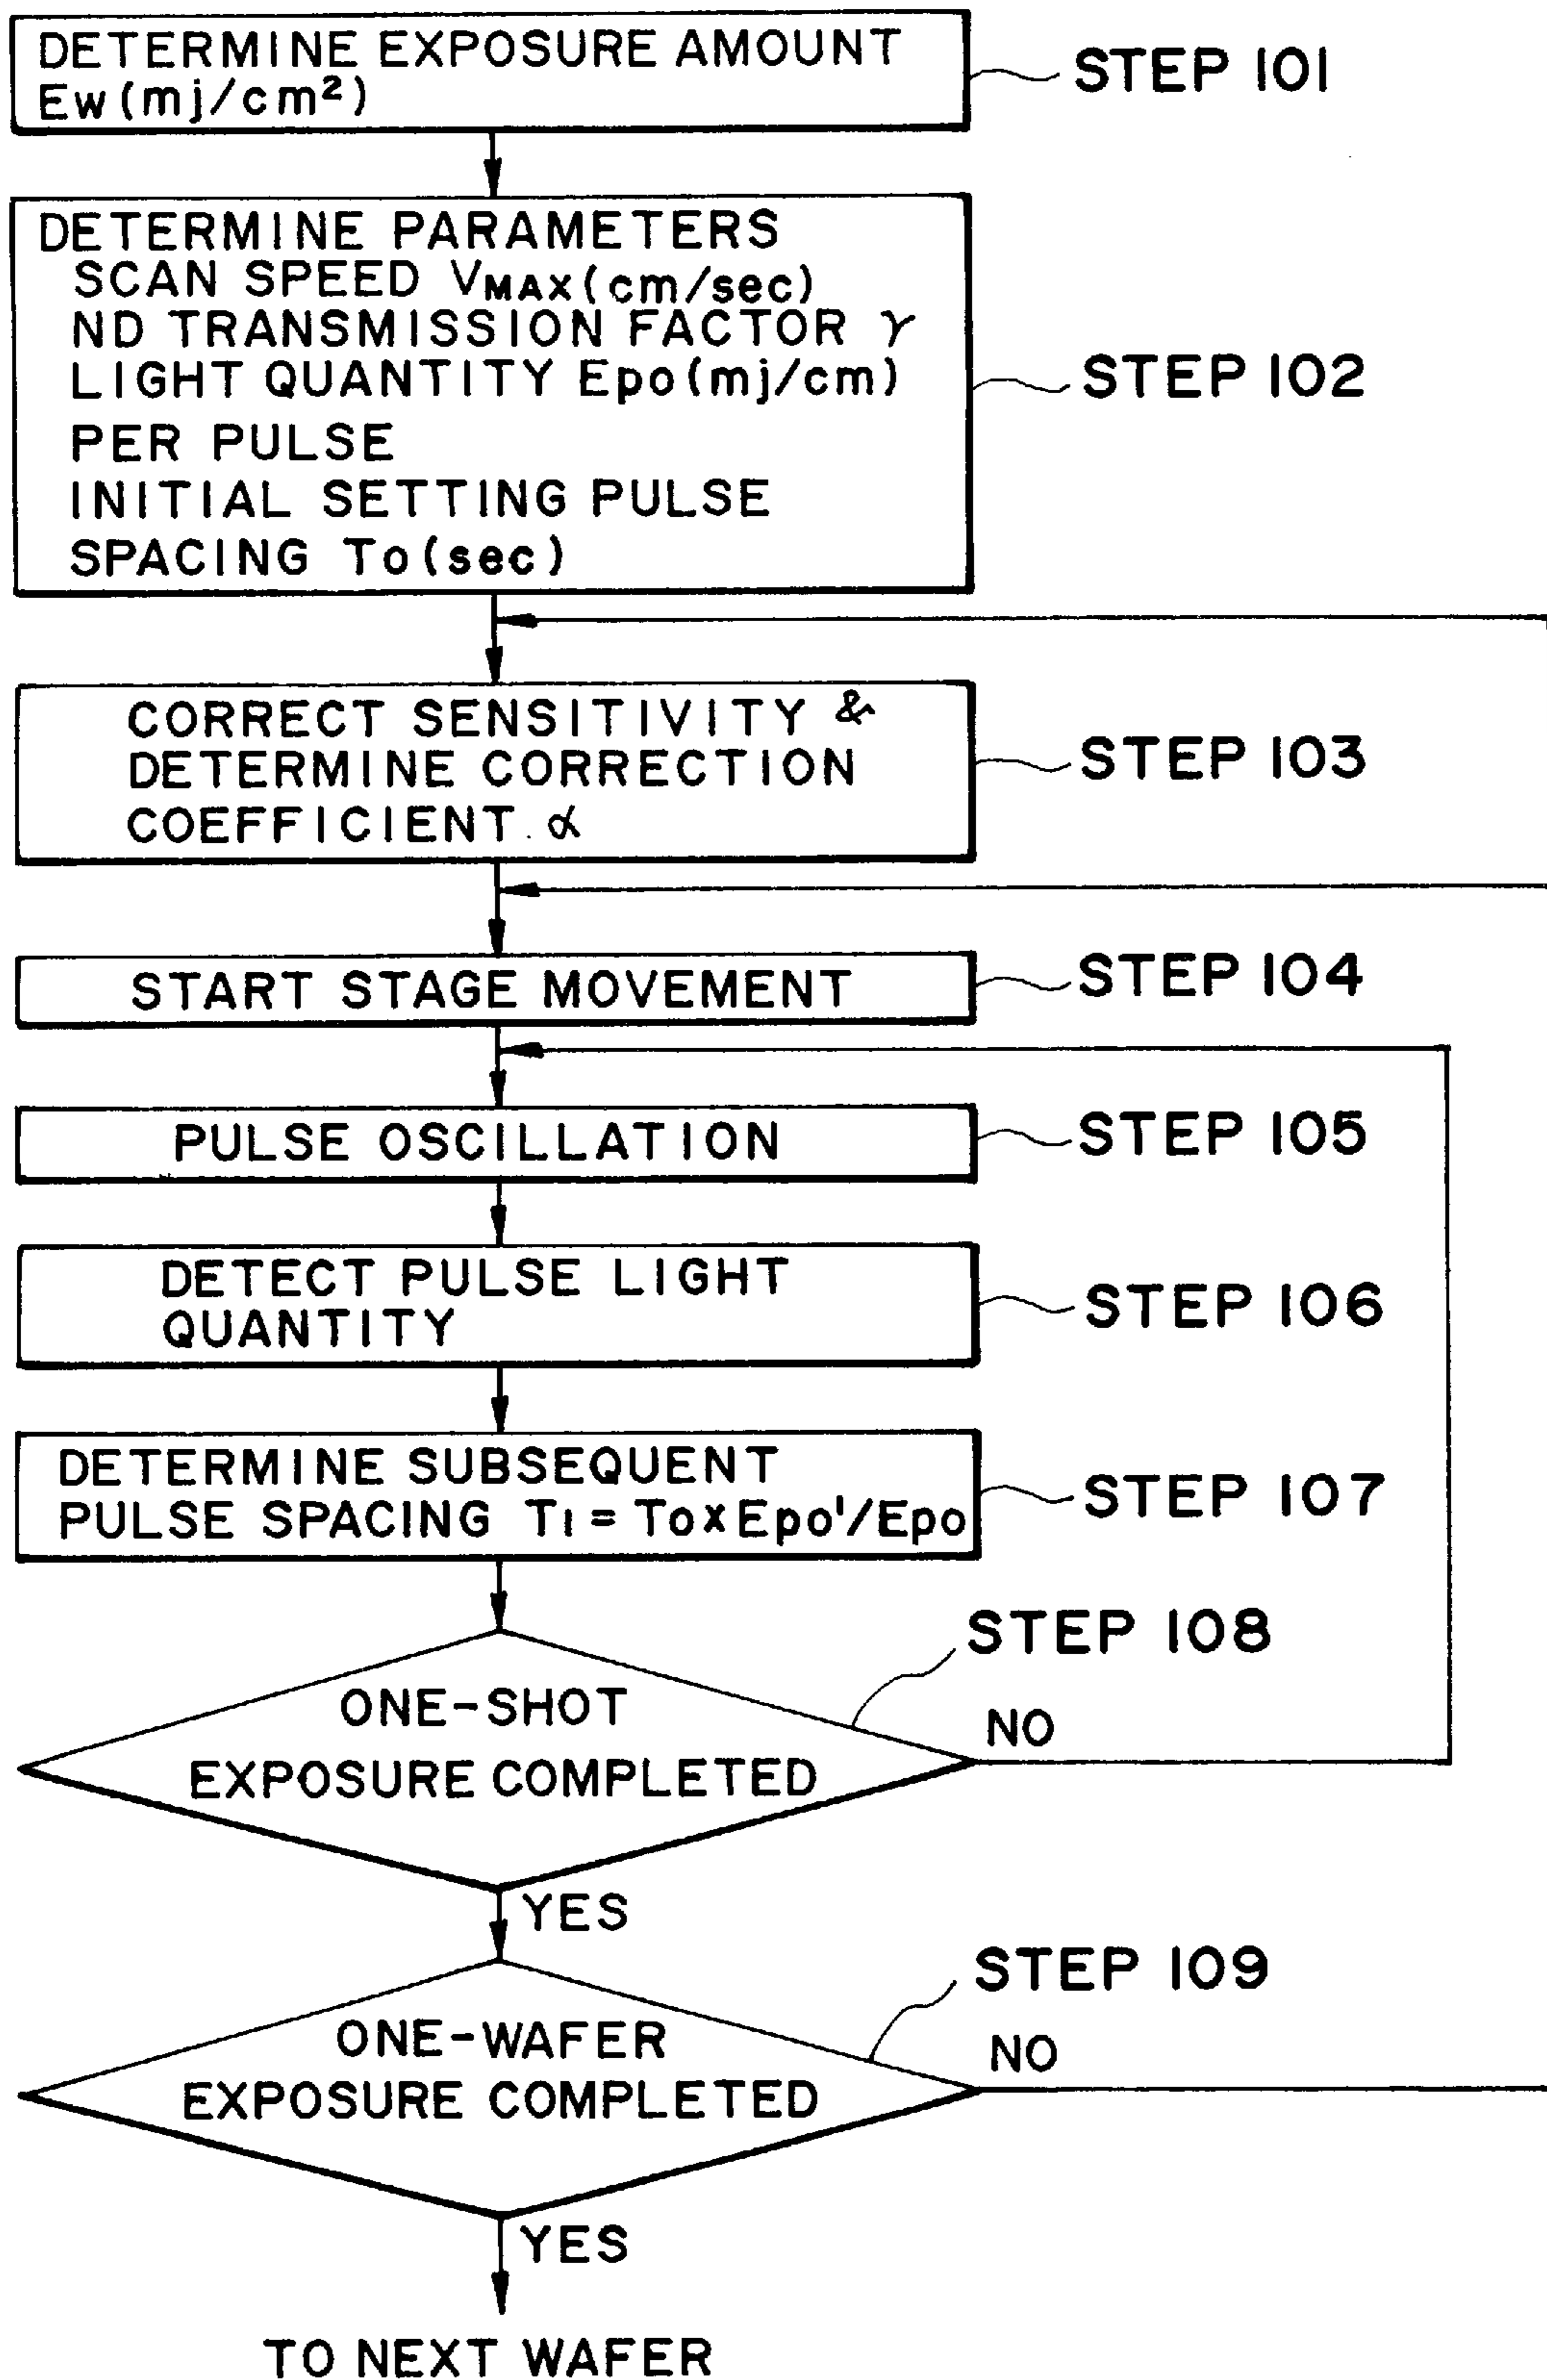 DETERMINE EXPOSURE AMOUNT
Ew (mj/cm²)
STEP 101
DETERMINE PARAMETERS
SCAN SPEED VMAX (cm/sec)
ND TRANSMISSION FACTOR γ
LIGHT QUANTITY Epo (mj/cm)
PER PULSE
INITIAL SETTING PULSE
SPACING To (sec)
STEP 102
CORRECT SENSITIVITY &
DETERMINE CORRECTION
COEFFICIENT α
STEP 103
START STAGE MOVEMENT
STEP 104
PULSE OSCILLATION
STEP 105
DETECT PULSE LIGHT
QUANTITY
STEP 106
DETERMINE SUBSEQUENT
PULSE SPACING T1 = To x Epo'/Epo
STEP 107
STEP 108
ONE-SHOT
EXPOSURE COMPLETED
NO
YES
STEP 109
ONE-WAFER
EXPOSURE COMPLETED
NO
YES
TO NEXT WAFER